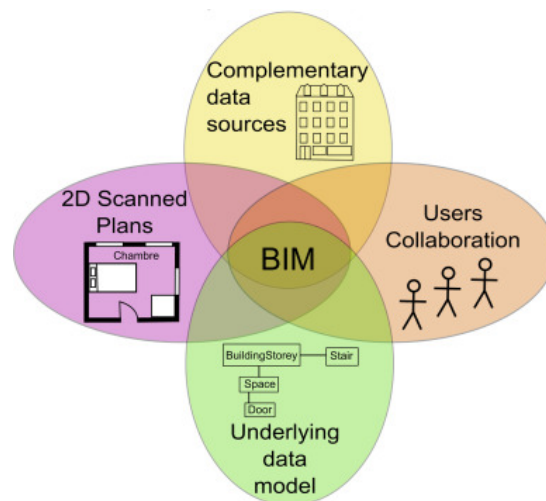 Complementary
data
sources
2D Scanned
Plans
Chambre
Users
Collaboration
BIM
BuildingStorey
Stair
Space
Door
Underlying
data
model